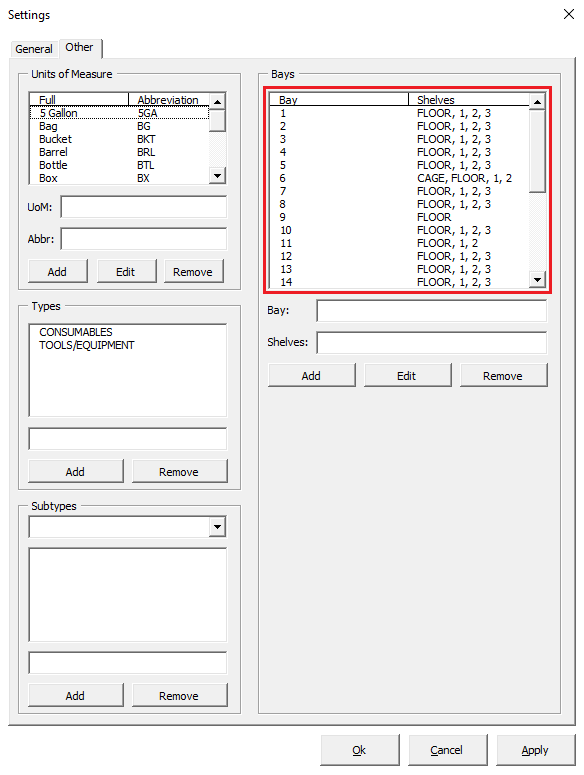 Settings
General Other
Units of Measure
Full Abbreviation
5 Gallon 5GA
Bag BG
Bucket BKT
Barrel BRL
Bottle BTL
Box BX
UoM:
Abbr:
Add Edit Remove
Types
CONSUMABLES
TOOLS/EQUIPMENT
Add Remove
Subtypes
Add Remove
Bays
Bay Shelves
1 FLOOR, 1, 2, 3
2 FLOOR, 1, 2, 3
3 FLOOR, 1, 2, 3
4 FLOOR, 1, 2, 3
5 FLOOR, 1, 2, 3
6 CAGE, FLOOR, 1, 2
7 FLOOR, 1, 2, 3
8 FLOOR, 1, 2, 3
9 FLOOR
10 FLOOR, 1, 2, 3
11 FLOOR, 1, 2
12 FLOOR, 1, 2, 3
13 FLOOR, 1, 2, 3
14 FLOOR, 1, 2, 3
Bay:
Shelves:
Add Edit Remove
Ok Cancel Apply